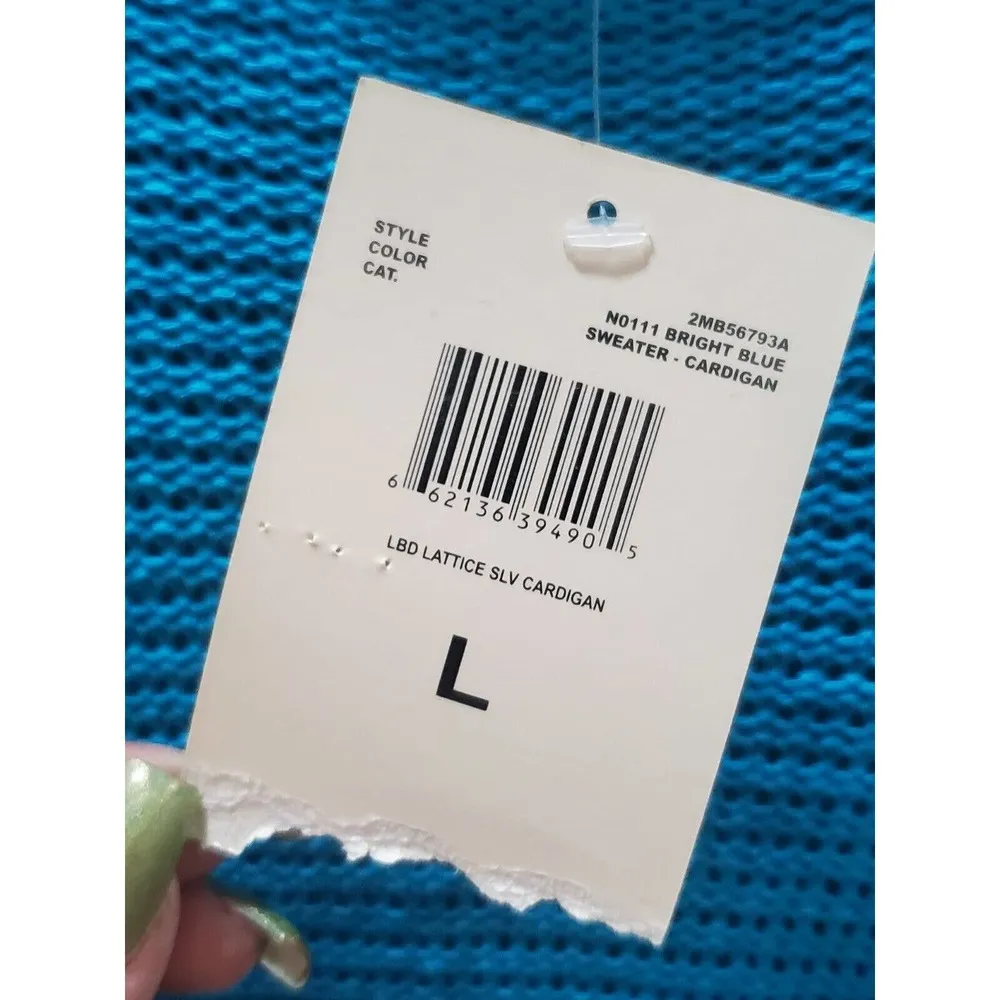 STYLE
COLOR
CAT.
2MB56793A
N0111 BRIGHT BLUE
SWEATER - CARDIGAN
6 62136 39490 5
LBD LATTICE SLV CARDIGAN
L